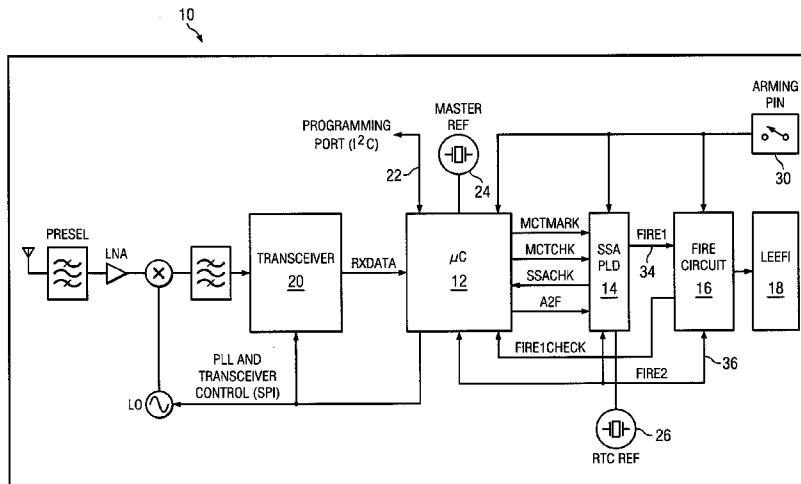 10
ARMING
PIN
30
MASTER
REF
24
PROGRAMMING
PORT (I²C)
22
PRESEL
LNA
TRANSCEIVER
20
RXDATA
μC
12
MCTMARK
MCTCHK
SSACHK
A2F
SSA
PLD
14
FIRE1
34
FIRE
CIRCUIT
16
LEEFI
18
FIRE1CHECK
FIRE2
36
PLL AND
TRANSCEIVER
CONTROL (SPI)
LO
26
RTC REF